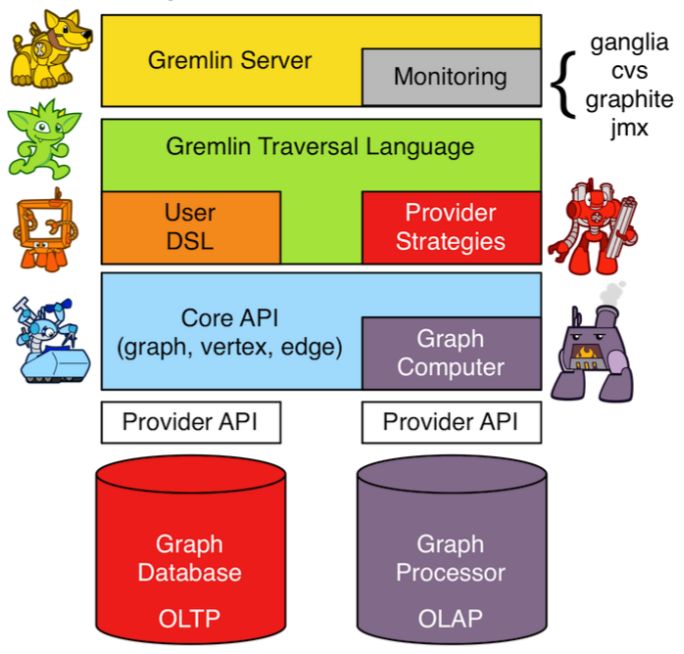 Gremlin Server
Monitoring
ganglia
cvs
graphite
jmx
Gremlin Traversal Language
User
DSL
Provider
Strategies
Core API
(graph, vertex, edge)
Graph
Computer
Provider API
Provider API
Graph
Database
OLTP
Graph
Processor
OLAP